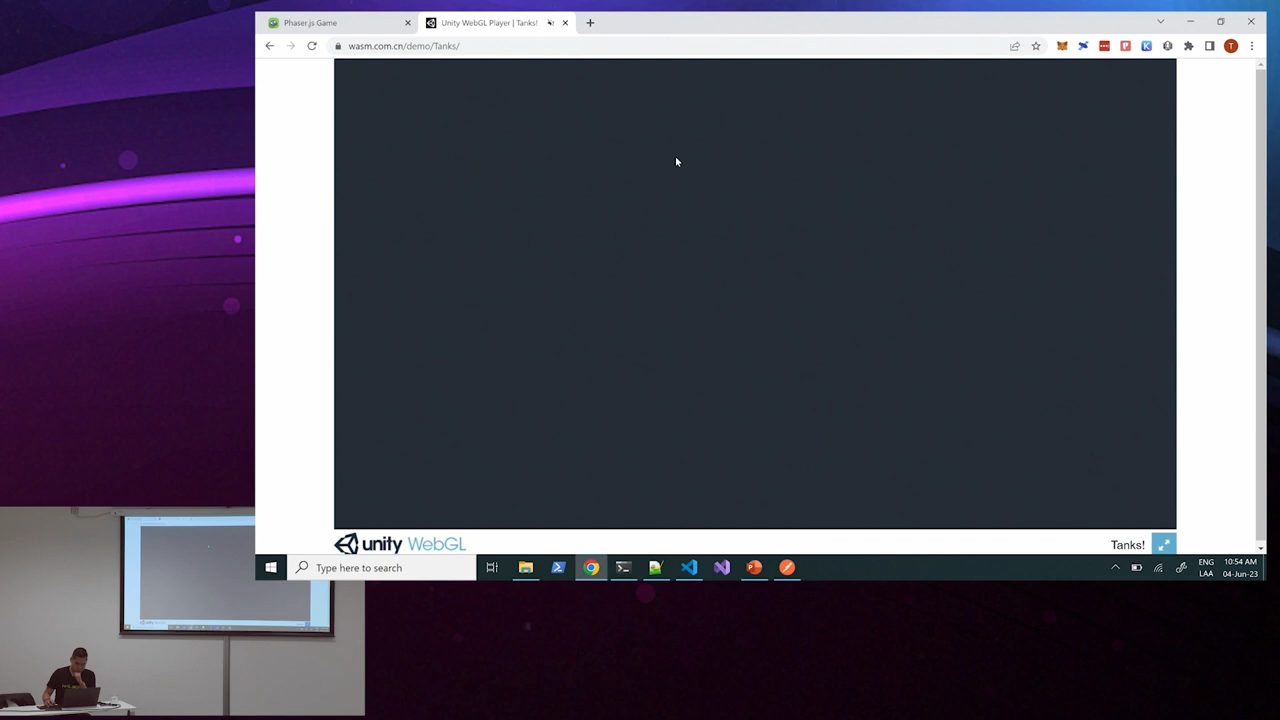 Phaser.js Game
Unity WebGL Player | Tanks!
wasm.com.cn/demo/Tanks/
T
unity WebGL
Tanks!
Type here to search
ENG
LAA
10:54 AM
04-Jun-23